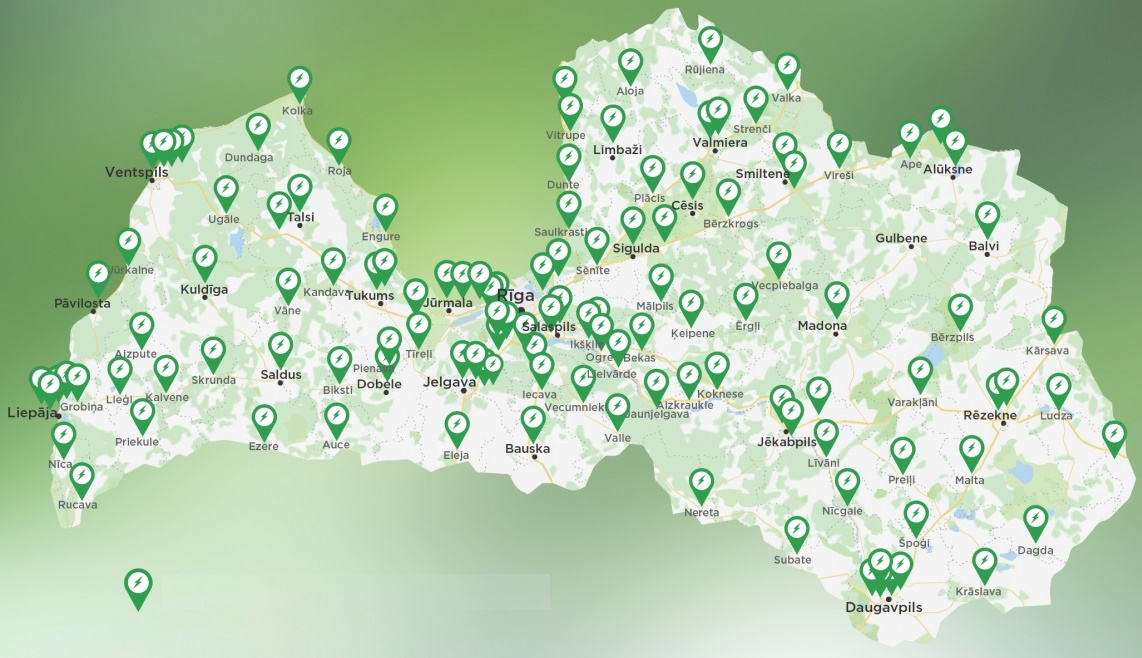 Rūjiena
Aloja
Valka
Kolka
Strenči
Vitrupe
Valmiera
Limbaži
Dundaga
Ape
Alūksne
Roja
Ventspils
Smiltene
Vireši
Dunte
Plācis
Cēsis
Talsi
Ugāle
Bērzkrogs
Saulkrasti
Engure
Gulbene
Balvi
Sigulda
Jūrkalne
Sēnīte
Vecpiebalga
Kuldīga
Kandava
Tukums
Rīga
Pāvilosta
Jūrmala
Vāne
Mālpils
Ķeipene
Ērgļi
Madona
Salaspils
Bērzpils
Ikšķile
Kārsava
Aizpute
Tīreļi
Ogre
Bekas
Pienava
Saldus
Skrunda
Lielvārde
Biksti
Dobele
Jelgava
Iecava
Koknese
Lieģi
Kalvene
Varakļāni
Vecumnieki
Aizkraukle
Jaunjelgava
Grobiņa
Liepāja
Rēzekne
Ludza
Priekule
Ezere
Auce
Valle
Jēkabpils
Bauska
Eleja
Līvāni
Nīca
Preiļi
Malta
Rucava
Nereta
Nīcgale
Špoģi
Dagda
Subate
Krāslava
Daugavpils